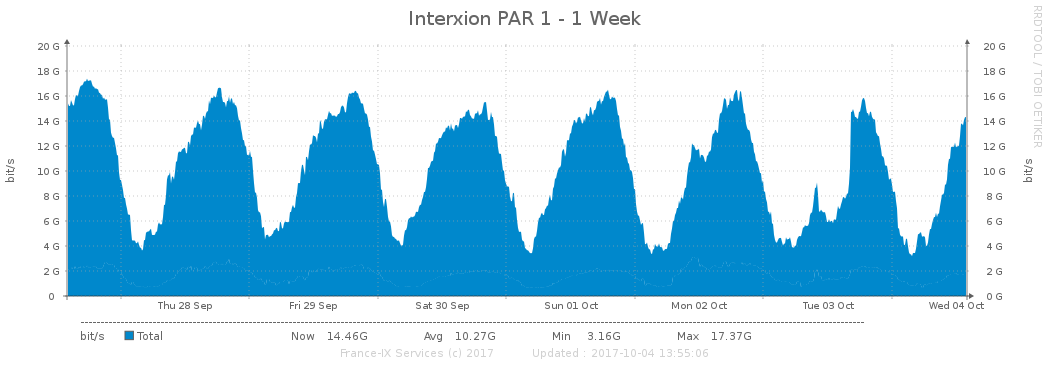 Interxion PAR 1 - 1 Week
RRDTOOL / TOBI OETIKER
bit/s
bit/s
20 G 20 G
18 G 18 G
16 G 16 G
14 G 14 G
12 G 12 G
10 G 10 G
8 G 8 G
6 G 6 G
4 G 4 G
2 G 2 G
0 0 G
Thu 28 Sep Fri 29 Sep Sat 30 Sep Sun 01 Oct Mon 02 Oct Tue 03 Oct Wed 04 Oct
bit/s Total Now 14.46G Avg 10.27G Min 3.16G Max 17.37G
France-IX Services (c) 2017 Updated : 2017-10-04 13:55:06